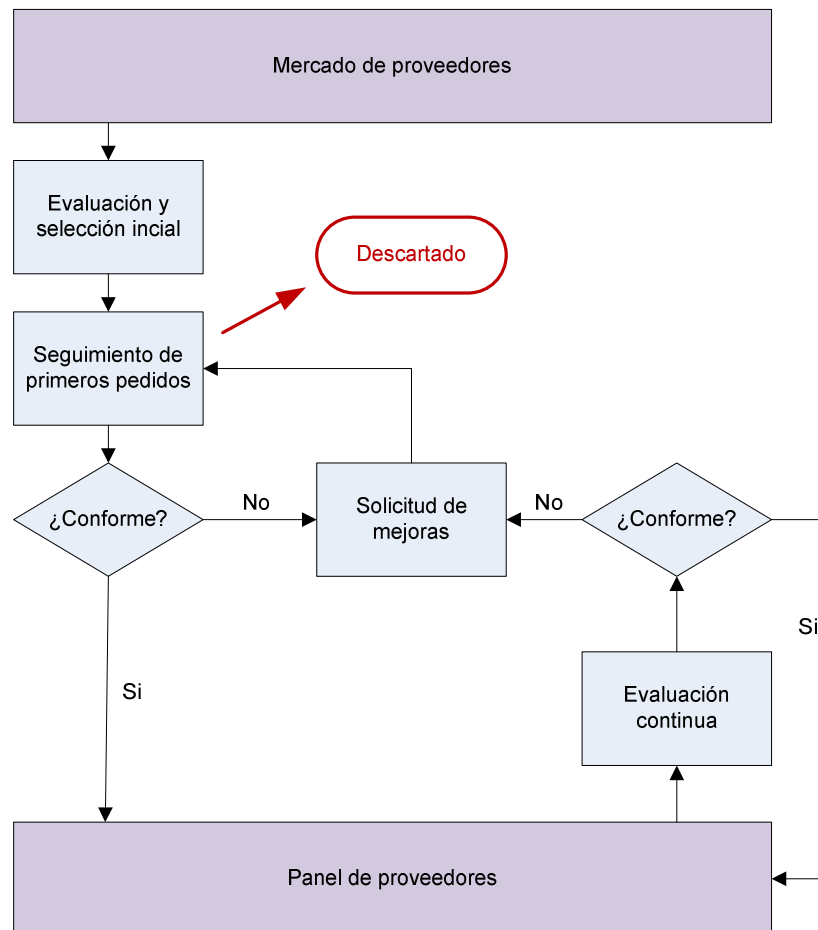 Mercado de proveedores
Evaluación y
selección incial
Descartado
Seguimiento de
primeros pedidos
¿Conforme?
No
Solicitud de
mejoras
No
¿Conforme?
Si
Si
Evaluación
continua
Panel de proveedores